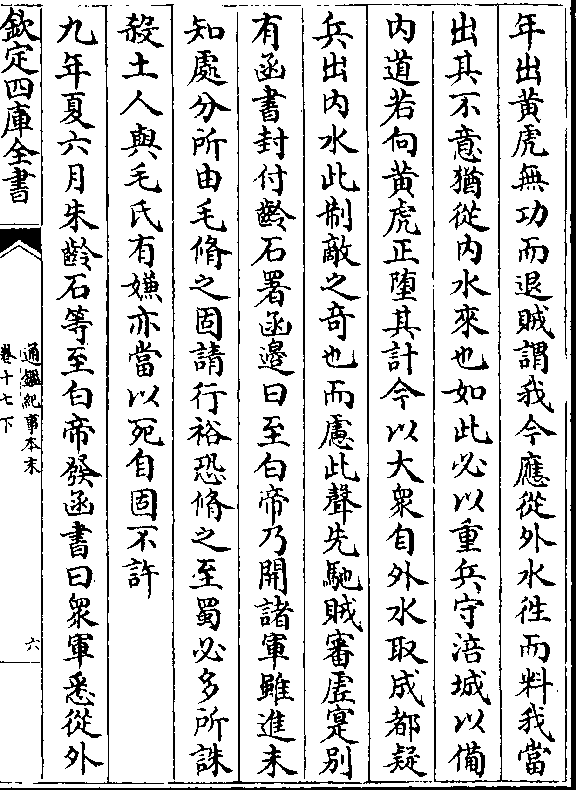 年出黄虎無功而退賊謂我今應從外水徃而料我當
出其不意猶從内水來也如此必以重兵守涪城以備
内道若向黄虎正墮其計今以大衆自外水取成都疑
兵出内水此制敵之竒也而慮此聲先馳賊審虛寔別
有函書封付齡石署函邉曰至白帝乃開諸軍雖進未
知處分所由毛脩之固請行裕恐脩之至蜀必多所誅
殺土人與毛氏有嫌亦當以死自固不許
九年夏六月朱齡石等至白帝發函書曰衆軍悉從外
欽定四庫全書
通鑑紀事本末
卷十七下
六